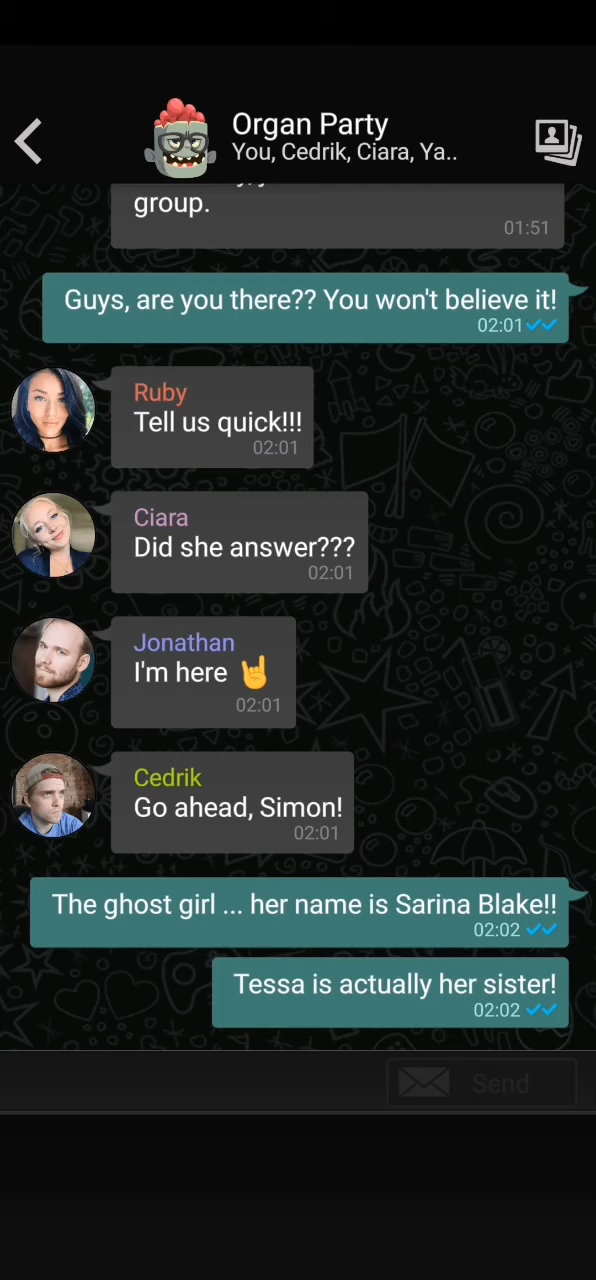 Organ Party
You, Cedrik, Ciara, Ya..
group.
01:51
Guys, are you there?? You won't believe it!
02:01
Ruby
Tell us quick!!!
02:01
Ciara
Did she answer???
02:01
Jonathan
I'm here 🤘
02:01
Cedrik
Go ahead, Simon!
02:01
The ghost girl ... her name is Sarina Blake!!
02:02
Tessa is actually her sister!
02:02
Send